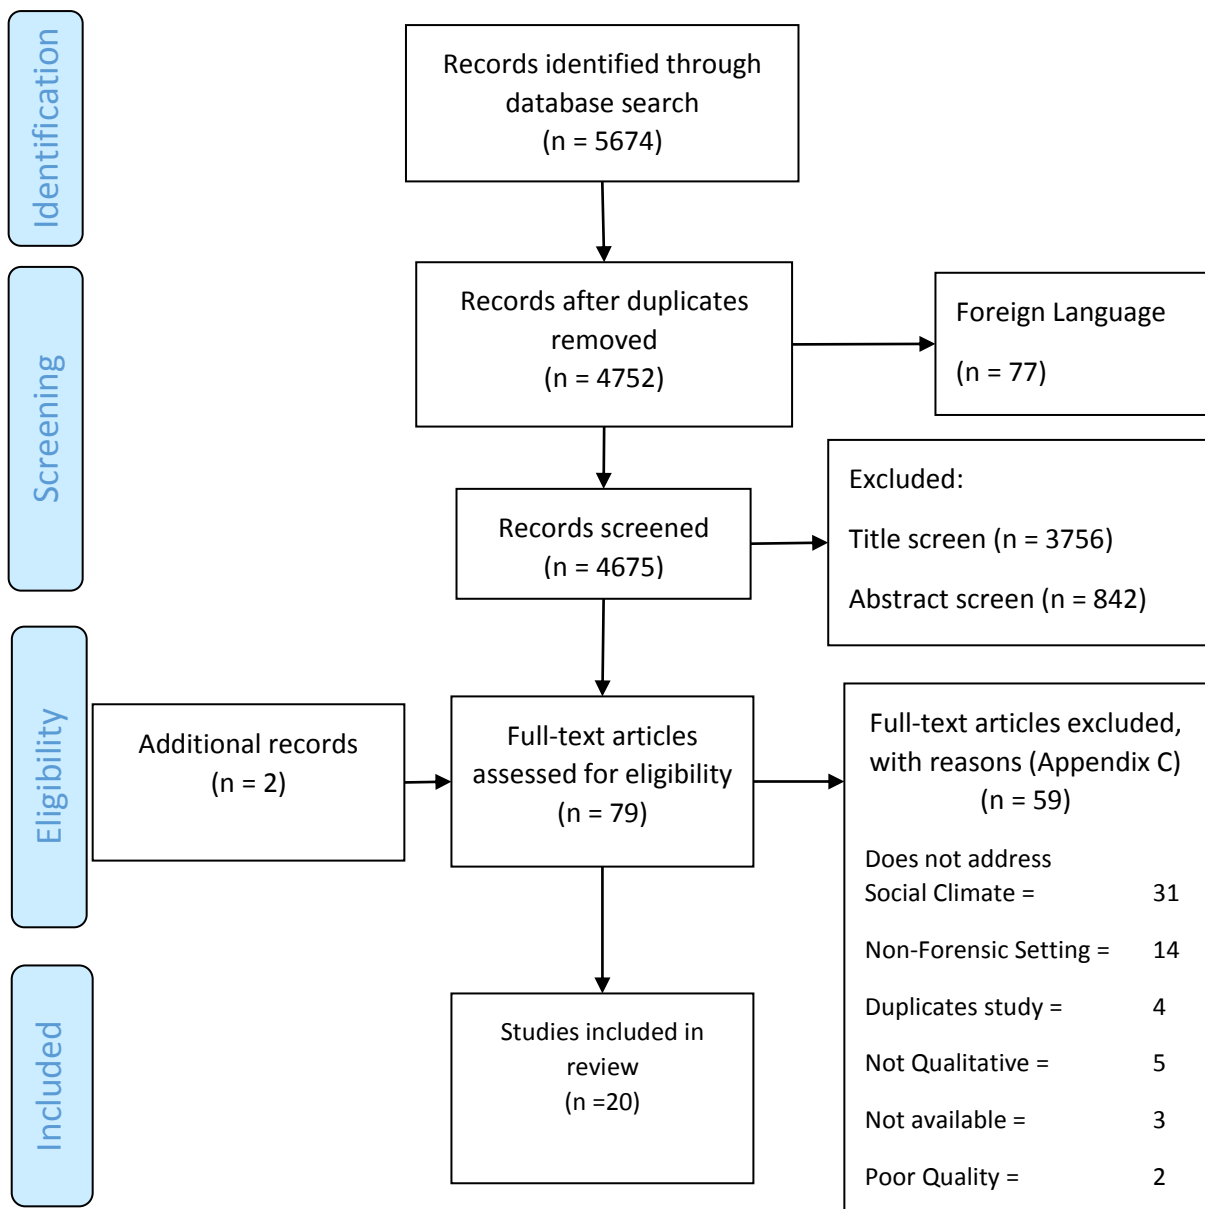 Identification
Records identified through
database search
(n = 5674)
Screening
Records after duplicates
removed
(n = 4752)
Foreign Language
(n = 77)
Records screened
(n = 4675)
Excluded:
Title screen (n = 3756)
Abstract screen (n = 842)
Eligibility
Additional records
(n = 2)
Full-text articles
assessed for eligibility
(n = 79)
Full-text articles excluded,
with reasons (Appendix C)
(n = 59)
Does not address
Social Climate = 31
Non-Forensic Setting = 14
Duplicates study = 4
Not Qualitative = 5
Not available = 3
Poor Quality = 2
Included
Studies included in
review
(n =20)